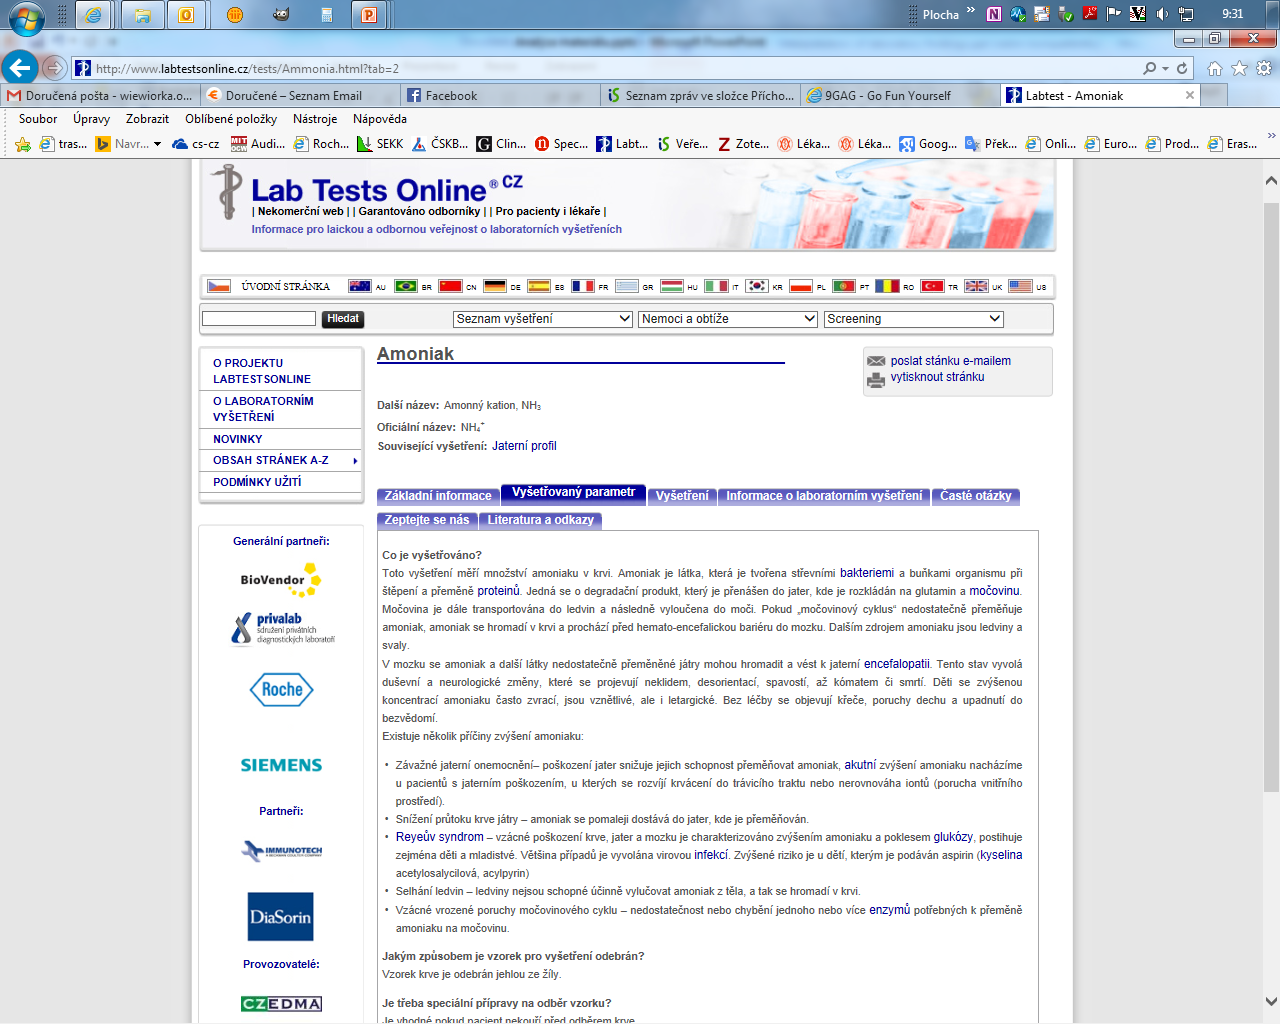 Plocha »
9:31
http://www.labtestsonline.cz/tests/Ammonia.html?tab=2
Doručená pošta - wiewiorka.o...
Doručené – Seznam Email
Facebook
Seznam zpráv ve složce Přícho...
9GAG - Go Fun Yourself
Labtest - Amoniak
Soubor Úpravy Zobrazit Oblíbené položky Nástroje Nápověda
tras... Navr... cs-cz Audi... Roch... SEKK ČSKB... Clin... Spec... Labt... Veře... Zote... Léka... Léka... Goog... Překl... Onli... Euro... Prod... Eras... »
Lab Tests Online® CZ
| Nekomerční web | | Garantováno odborníky | | Pro pacienty i lékaře |
Informace pro laickou a odbornou veřejnost o laboratorních vyšetřeních
ÚVODNÍ STRÁNKA AU BR CN DE ES FR GR HU IT KR PL PT RO TR UK US
Hledat
Seznam vyšetření
Nemoci a obtíže
Screening
O PROJEKTU
LABTESTSONLINE
O LABORATORNÍM
VYŠETŘENÍ
NOVINKY
OBSAH STRÁNEK A-Z
PODMÍNKY UŽITÍ
Generální partneři:
BioVendor
privalab
sdružení privátních
diagnostických laboratoří
Roche
SIEMENS
Partneři:
IMMUNOTECH
DiaSorin
Provozovatelé:
CZEDMA
Amoniak
poslat stánku e-mailem
vytisknout stránku
Další název: Amonný kation, NH₃
Oficiální název: NH₄⁺
Související vyšetření: Jaterní profil
Základní informace Vyšetřovaný parametr Vyšetření Informace o laboratorním vyšetření Časté otázky
Zeptejte se nás Literatura a odkazy
Co je vyšetřováno?
Toto vyšetření měří množství amoniaku v krvi. Amoniak je látka, která je tvořena střevními bakteriemi a buňkami organismu při
štěpení a přeměně proteinů. Jedná se o degradační produkt, který je přenášen do jater, kde je rozkládán na glutamin a močovinu.
Močovina je dále transportována do ledvin a následně vyloučena do moči. Pokud „močovinový cyklus“ nedostatečně přeměňuje
amoniak, amoniak se hromadí v krvi a prochází před hemato-encefalickou bariéru do mozku. Dalším zdrojem amoniaku jsou ledviny a
svaly.
V mozku se amoniak a další látky nedostatečně přeměněné játry mohou hromadit a vést k jaterní encefalopatii. Tento stav vyvolá
duševní a neurologické změny, které se projevují neklidem, desorientací, spavostí, až kómatem či smrtí. Děti se zvýšenou
koncentrací amoniaku často zvrací, jsou vznětlivé, ale i letargické. Bez léčby se objevují křeče, poruchy dechu a upadnutí do
bezvědomí.
Existuje několik příčiny zvýšení amoniaku:
• Závažné jaterní onemocnění– poškození jater snižuje jejich schopnost přeměňovat amoniak, akutní zvýšení amoniaku nacházíme
u pacientů s jaterním poškozením, u kterých se rozvíjí krvácení do trávicího traktu nebo nerovnováha iontů (porucha vnitřního
prostředí).
• Snížení průtoku krve játry – amoniak se pomaleji dostává do jater, kde je přeměňován.
• Reyeův syndrom – vzácné poškození krve, jater a mozku je charakterizováno zvýšením amoniaku a poklesem glukózy, postihuje
zejména děti a mladistvé. Většina případů je vyvolána virovou infekcí. Zvýšené riziko je u dětí, kterým je podáván aspirin (kyselina
acetylosalycilová, acylpyrin)
• Selhání ledvin – ledviny nejsou schopné účinně vylučovat amoniak z těla, a tak se hromadí v krvi.
• Vzácné vrozené poruchy močovinového cyklu – nedostatečnost nebo chybění jednoho nebo více enzymů potřebných k přeměně
amoniaku na močovinu.
Jakým způsobem je vzorek pro vyšetření odebrán?
Vzorek krve je odebrán jehlou ze žíly.
Je třeba speciální přípravy na odběr vzorku?
Je vhodné pokud pacient nekouří před odběrem krve.